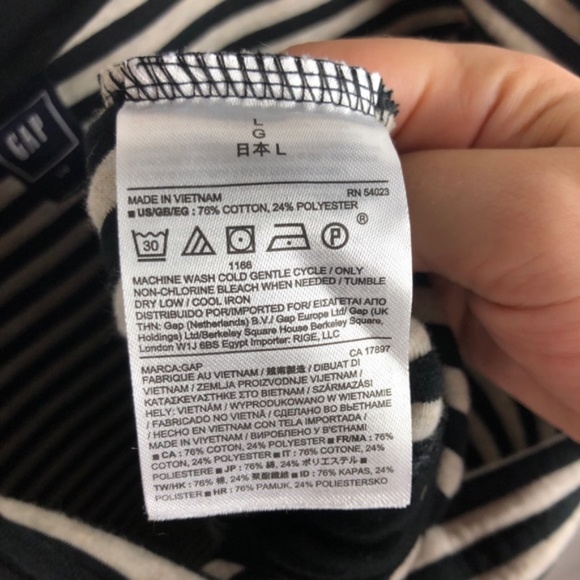 GAP
L
G
日本 L
MADE IN VIETNAM RN 54023
■ US/GB/EG : 76% COTTON, 24% POLYESTER
30 P ®
1166
MACHINE WASH COLD GENTLE CYCLE / ONLY
NON-CHLORINE BLEACH WHEN NEEDED / TUMBLE
DRY LOW / COOL IRON
DISTRIBUIDO POR/IMPORTED FOR/ ΕΙΣΑΓΕΤΑΙ ΑΠΟ
ΤΗΝ: Gap (Netherlands) B.V./ Gap Europe Ltd/ Gap (UK
Holdings) Ltd/Berkeley Square House Berkeley Square,
London W1J 6BS Egypt Importer: RIGE, LLC
MARCA:GAP CA 17897
FABRIQUE AU VIETNAM / 越南製造 / DIBUAT DI
VIETNAM / ZEMLJA PROIZVODNJE VIJETNAM /
ΚΑΤΑΣΚΕΥΑΣΤΗΚΕ ΣΤΟ ΒΙΕΤΝΑΜ / SZÁRMAZÁSI
HELY: VIETNAM / WYPRODUKOWANO W WIETNAMIE
/ FABRICADO NO VIETNÃ / СДЕЛАНО ВО ВЬЕТНАМЕ
/ HECHO EN VIETNAM CON TELA IMPORTADA /
MADE IN VIYETNAM / ВИРОБЛЕНО У В'ЄТНАМІ
■ CA : 76% COTON, 24% POLYESTER ■ FR/MA : 76%
COTON, 24% POLYESTER ■ IT : 76% COTONE, 24%
POLIESTERE ■ JP : 76% 綿, 24% ポリエステル ■
TW/HK : 76% 棉, 24% 聚酯纖維 ■ ID : 76% KAPAS, 24%
POLISTER ■ HR : 76% PAMUK, 24% POLIESTERSKO